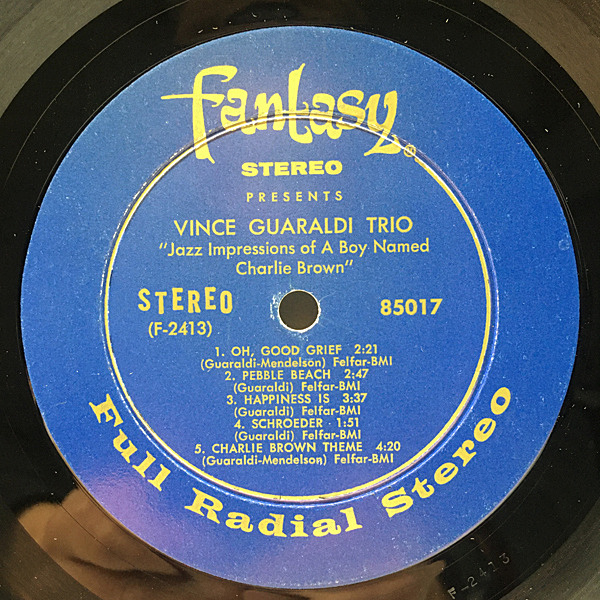 Fantasy ®
STEREO
PRESENTS
VINCE GUARALDI TRIO
"Jazz Impressions of A Boy Named
Charlie Brown"
STEREO
85017
(F-2413)
1. OH, GOOD GRIEF 2:21
(Guaraldi-Mendelson) Felfar-BMI
2. PEBBLE BEACH 2:47
(Guaraldi) Felfar-BMI
3. HAPPINESS IS 3:37
(Guaraldi) Felfar-BMI
4. SCHROEDER 1:51
(Guaraldi) Felfar-BMI
5. CHARLIE BROWN THEME 4:20
(Guaraldi-Mendelson) Felfar-BMI
Full Radial Stereo
F-2413